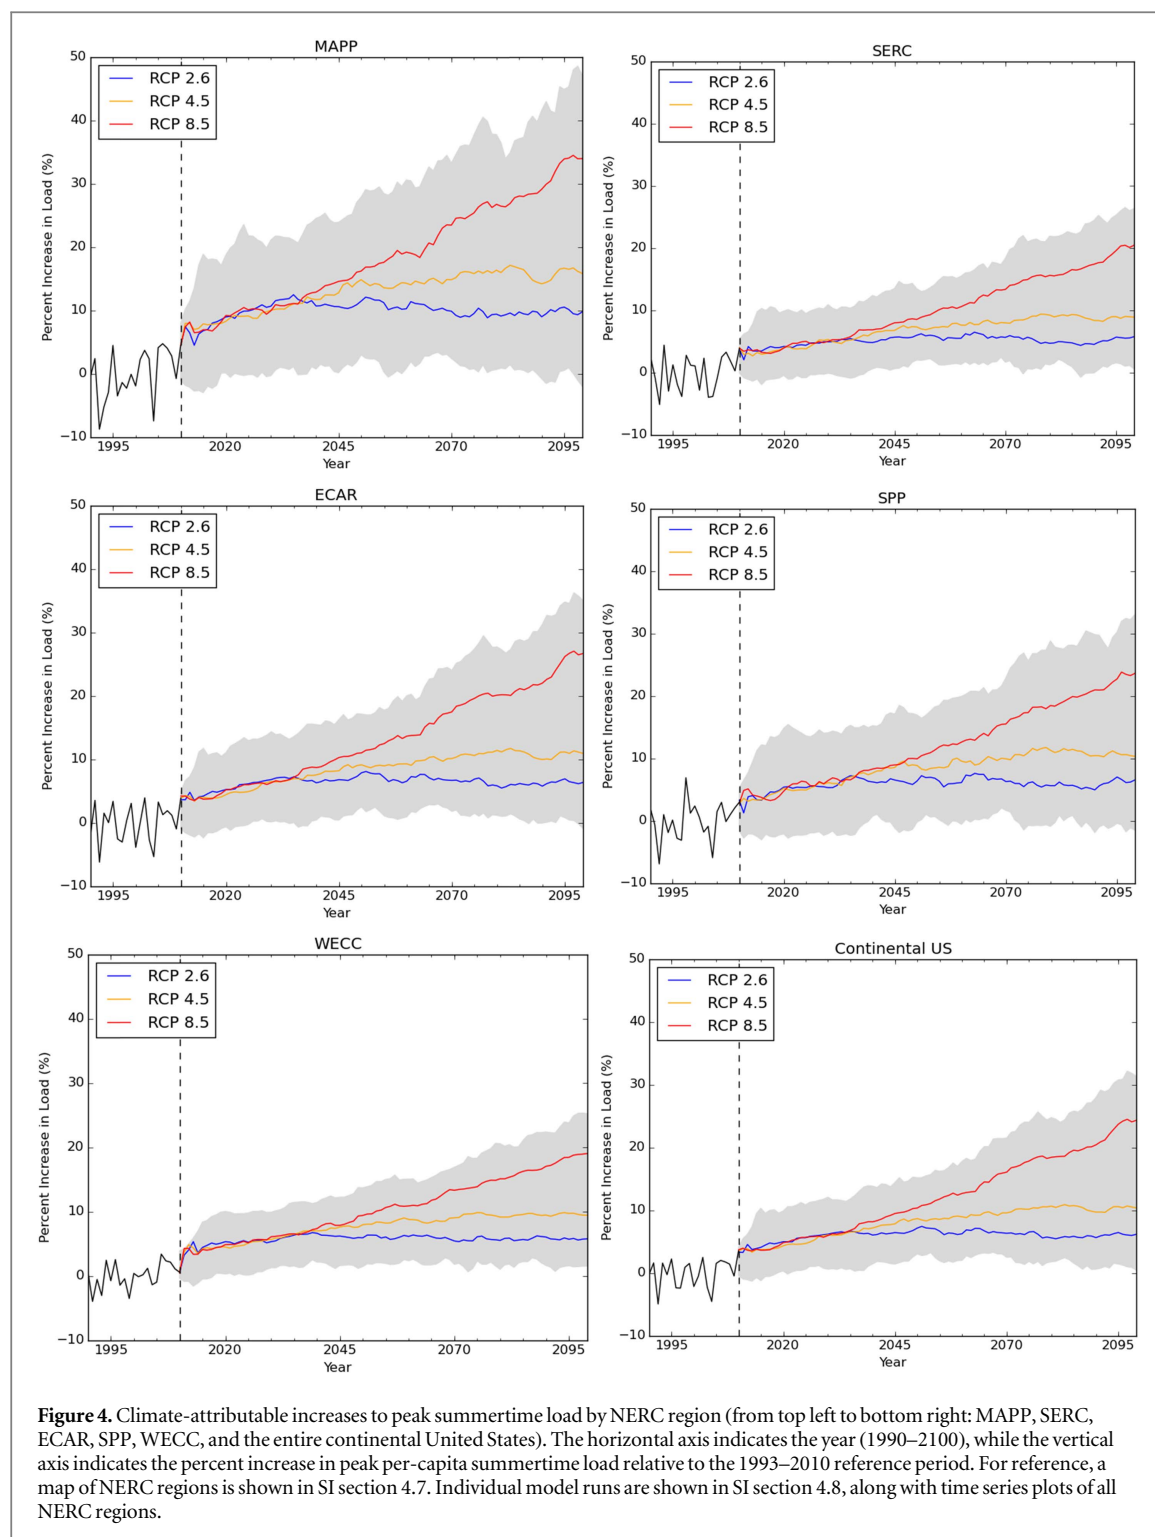 MAPP
RCP 2.6
RCP 4.5
RCP 8.5
50
40
30
20
10
0
−10
Percent Increase in Load (%)
1995 2020 2045 2070 2095
Year
SERC
RCP 2.6
RCP 4.5
RCP 8.5
50
40
30
20
10
0
−10
Percent Increase in Load (%)
1995 2020 2045 2070 2095
Year
ECAR
RCP 2.6
RCP 4.5
RCP 8.5
50
40
30
20
10
0
−10
Percent Increase in Load (%)
1995 2020 2045 2070 2095
Year
SPP
RCP 2.6
RCP 4.5
RCP 8.5
50
40
30
20
10
0
−10
Percent Increase in Load (%)
1995 2020 2045 2070 2095
Year
WECC
RCP 2.6
RCP 4.5
RCP 8.5
50
40
30
20
10
0
−10
Percent Increase in Load (%)
1995 2020 2045 2070 2095
Year
Continental US
RCP 2.6
RCP 4.5
RCP 8.5
50
40
30
20
10
0
−10
Percent Increase in Load (%)
1995 2020 2045 2070 2095
Year
Figure 4. Climate-attributable increases to peak summertime load by NERC region (from top left to bottom right: MAPP, SERC,
ECAR, SPP, WECC, and the entire continental United States). The horizontal axis indicates the year (1990–2100), while the vertical
axis indicates the percent increase in peak per-capita summertime load relative to the 1993–2010 reference period. For reference, a
map of NERC regions is shown in SI section 4.7. Individual model runs are shown in SI section 4.8, along with time series plots of all
NERC regions.